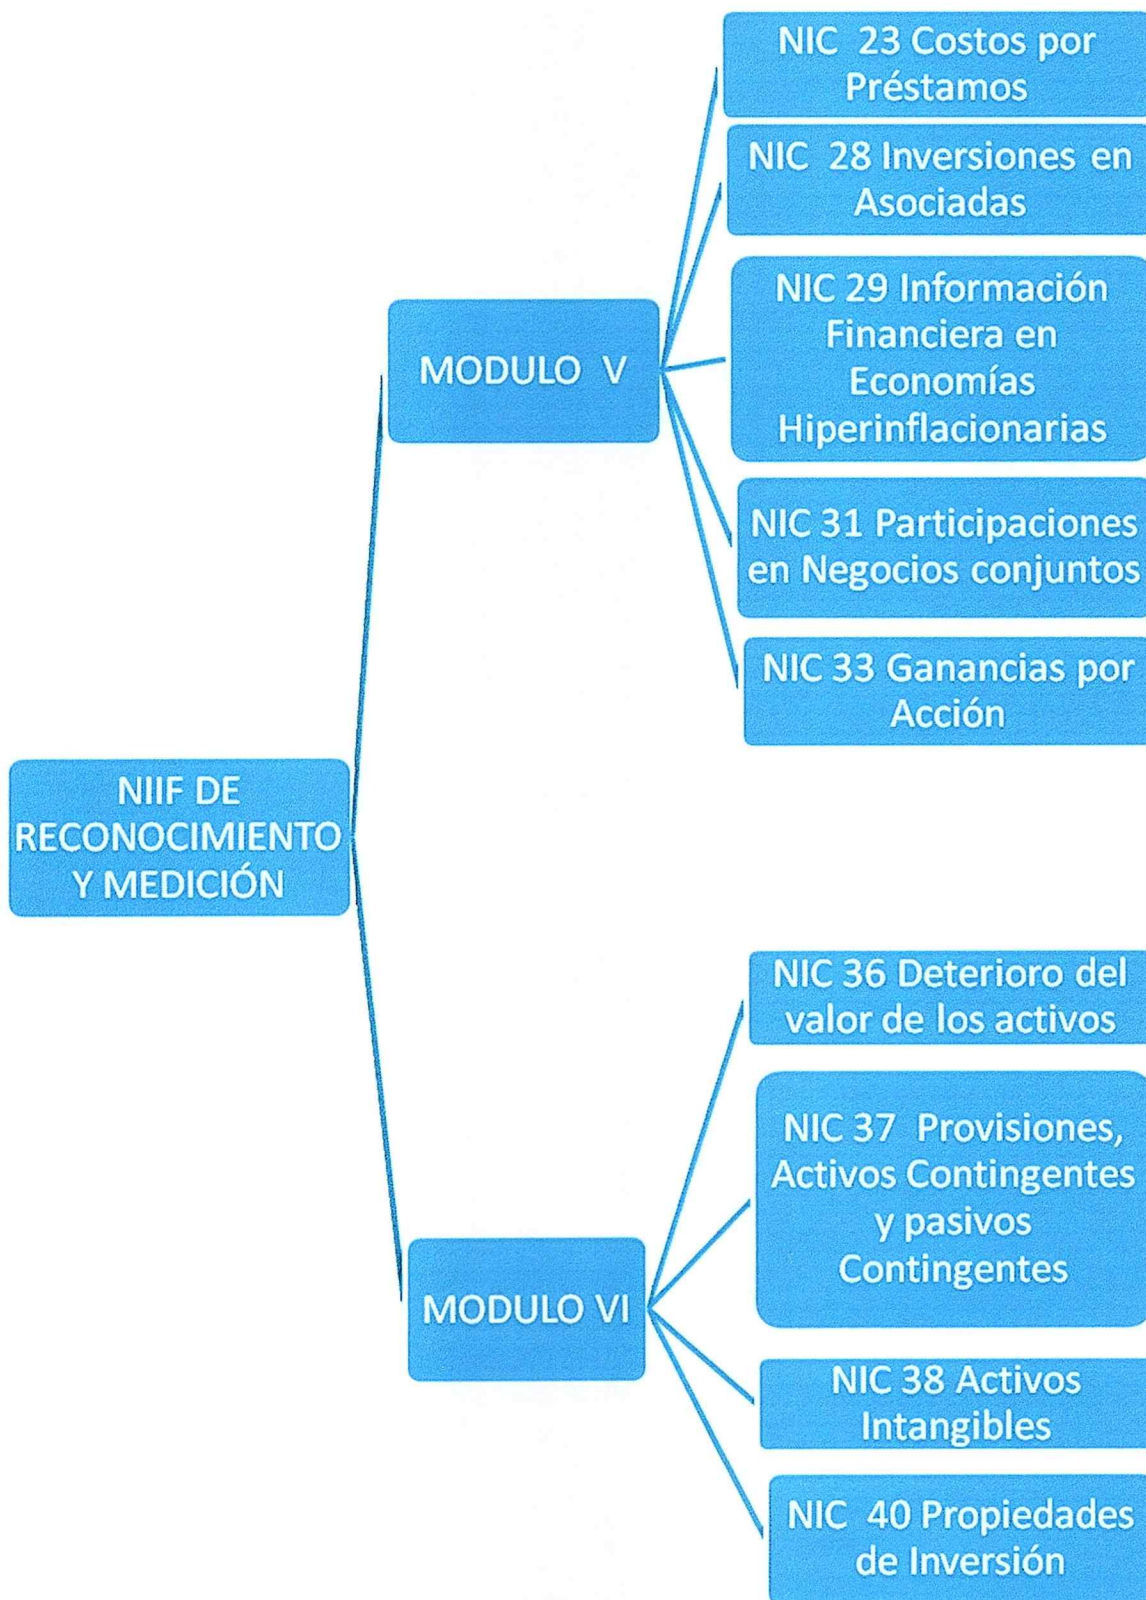 NIIF DE
RECONOCIMIENTO
Y MEDICIÓN
MODULO V
NIC 23 Costos por
Préstamos
NIC 28 Inversiones en
Asociadas
NIC 29 Información
Financiera en
Economías
Hiperinflacionarias
NIC 31 Participaciones
en Negocios conjuntos
NIC 33 Ganancias por
Acción
MODULO VI
NIC 36 Deterioro del
valor de los activos
NIC 37 Provisiones,
Activos Contingentes
y pasivos
Contingentes
NIC 38 Activos
Intangibles
NIC 40 Propiedades
de Inversión